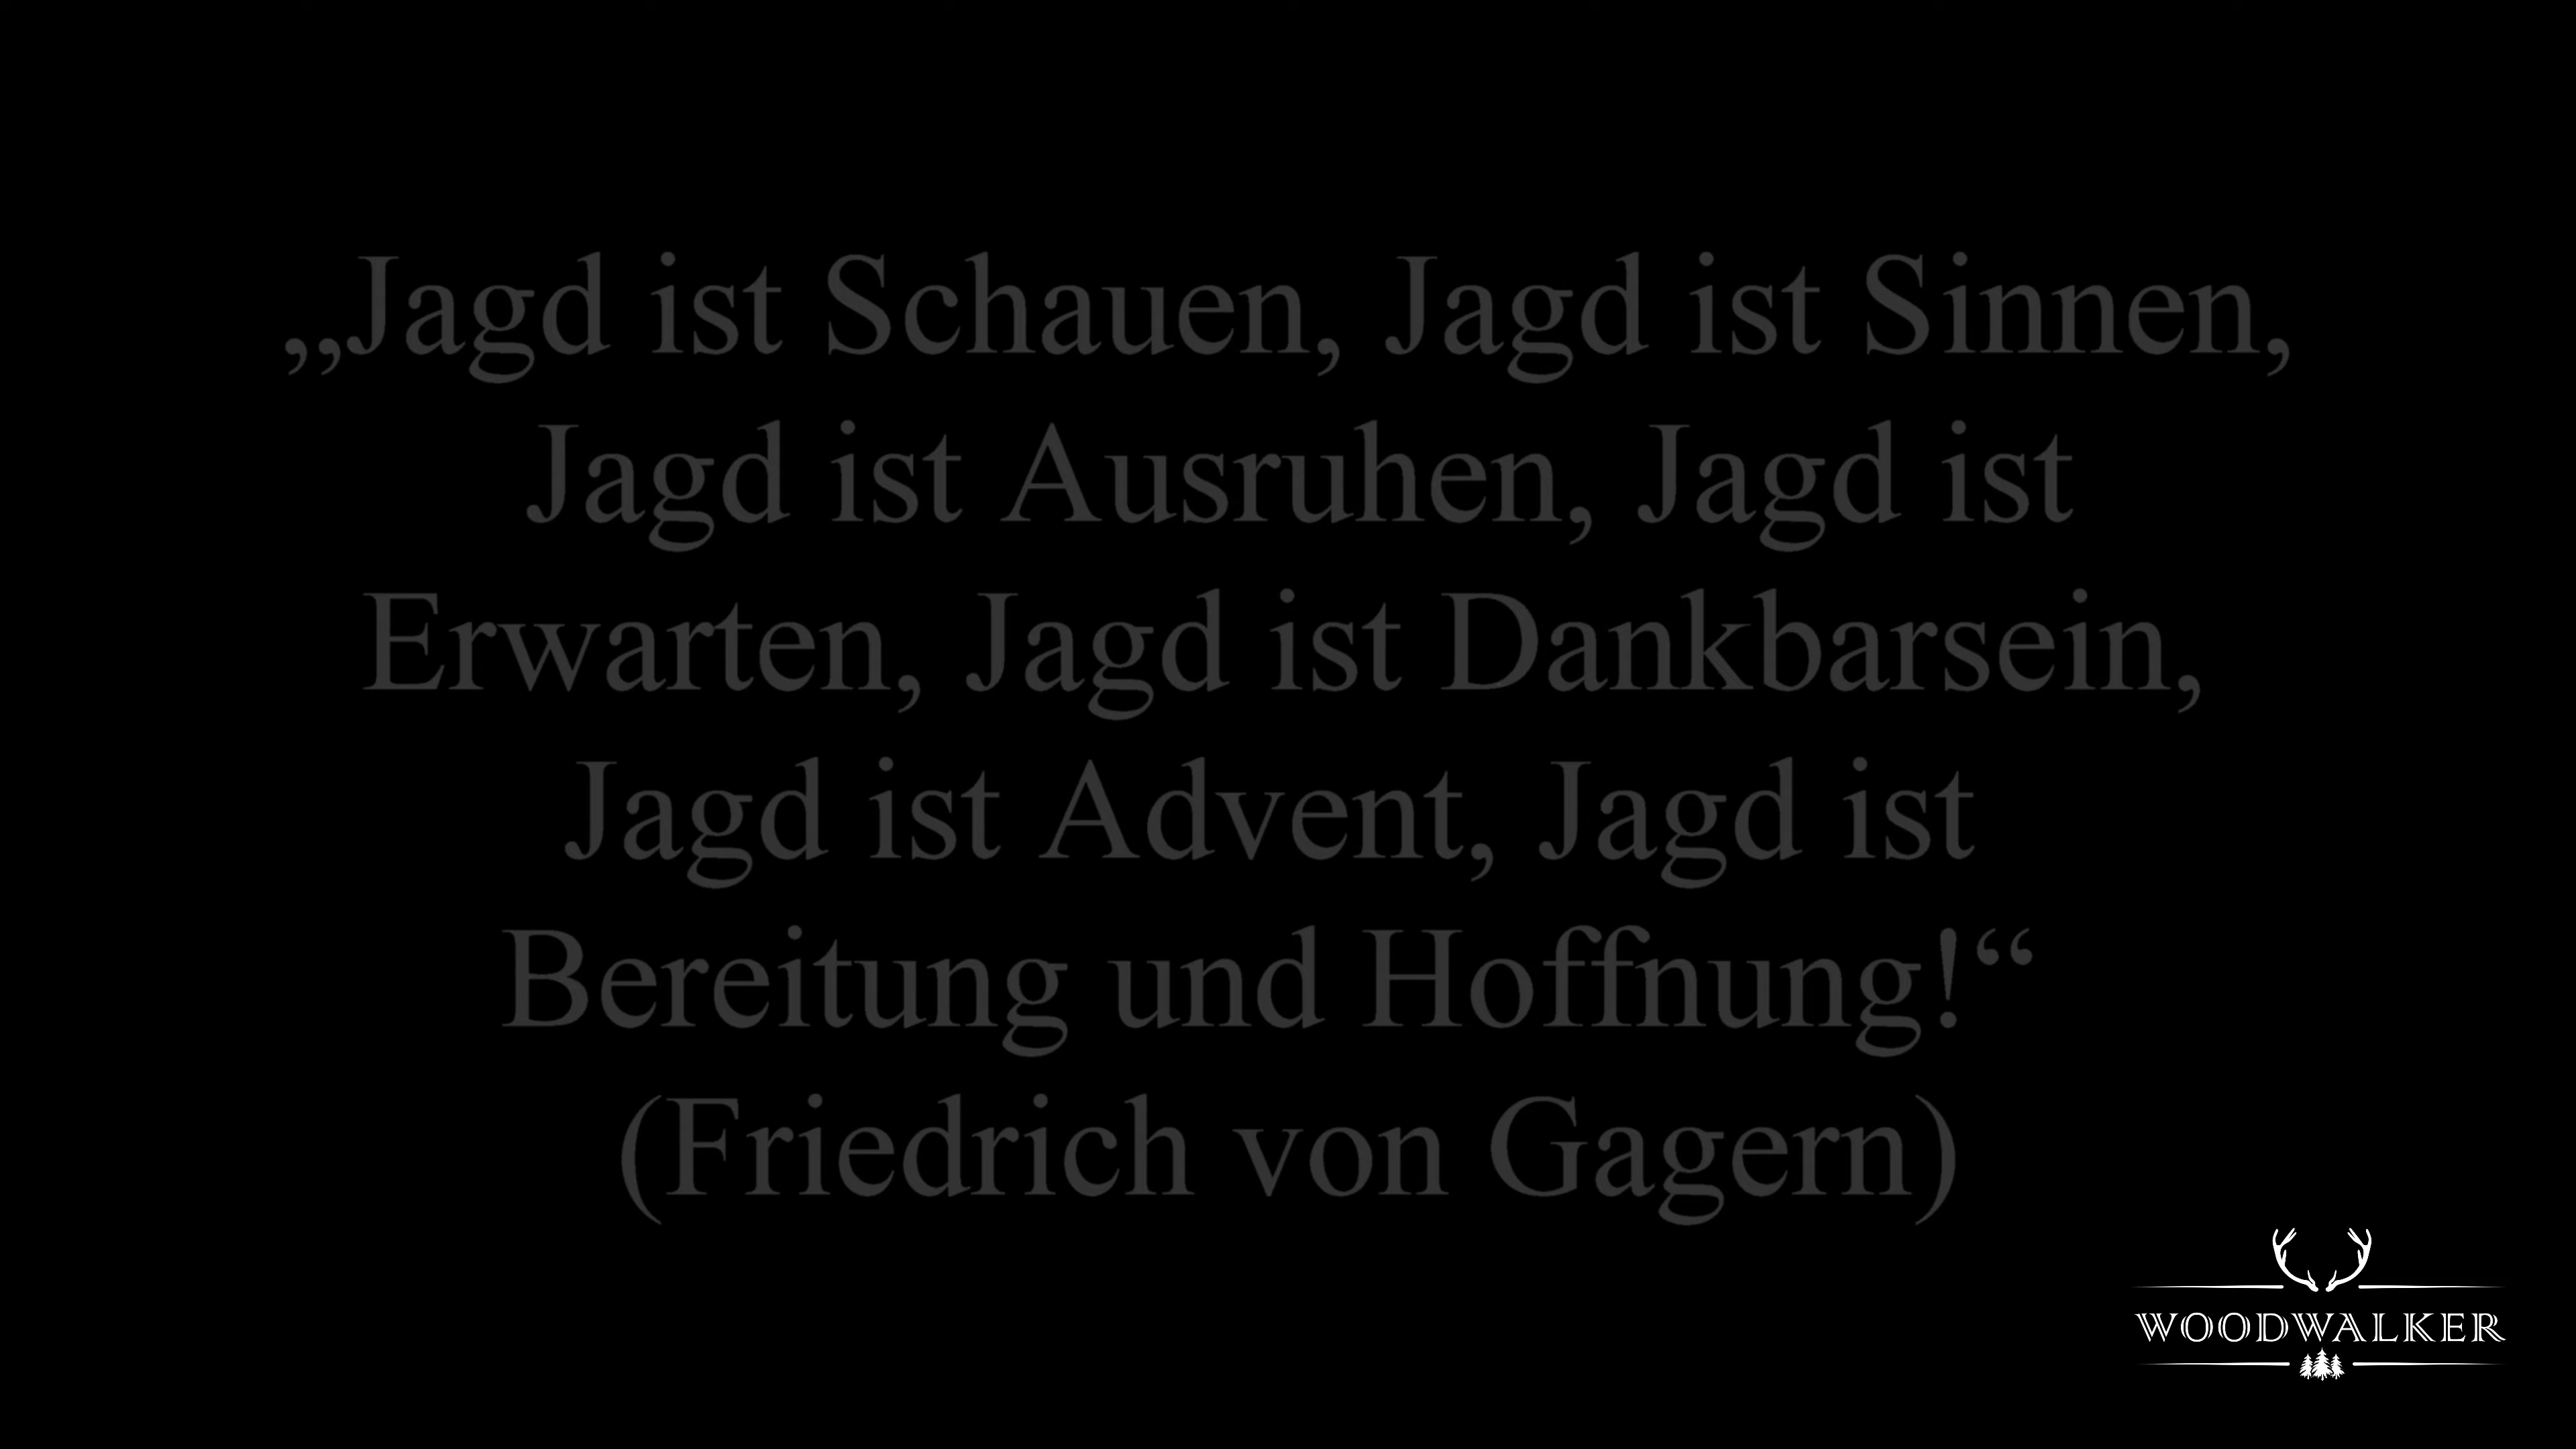 „Jagd ist Schauen, Jagd ist Sinnen,
Jagd ist Ausruhen, Jagd ist
Erwarten, Jagd ist Dankbarsein,
Jagd ist Advent, Jagd ist
Bereitung und Hoffnung!“
(Friedrich von Gagern)
WOODWALKER